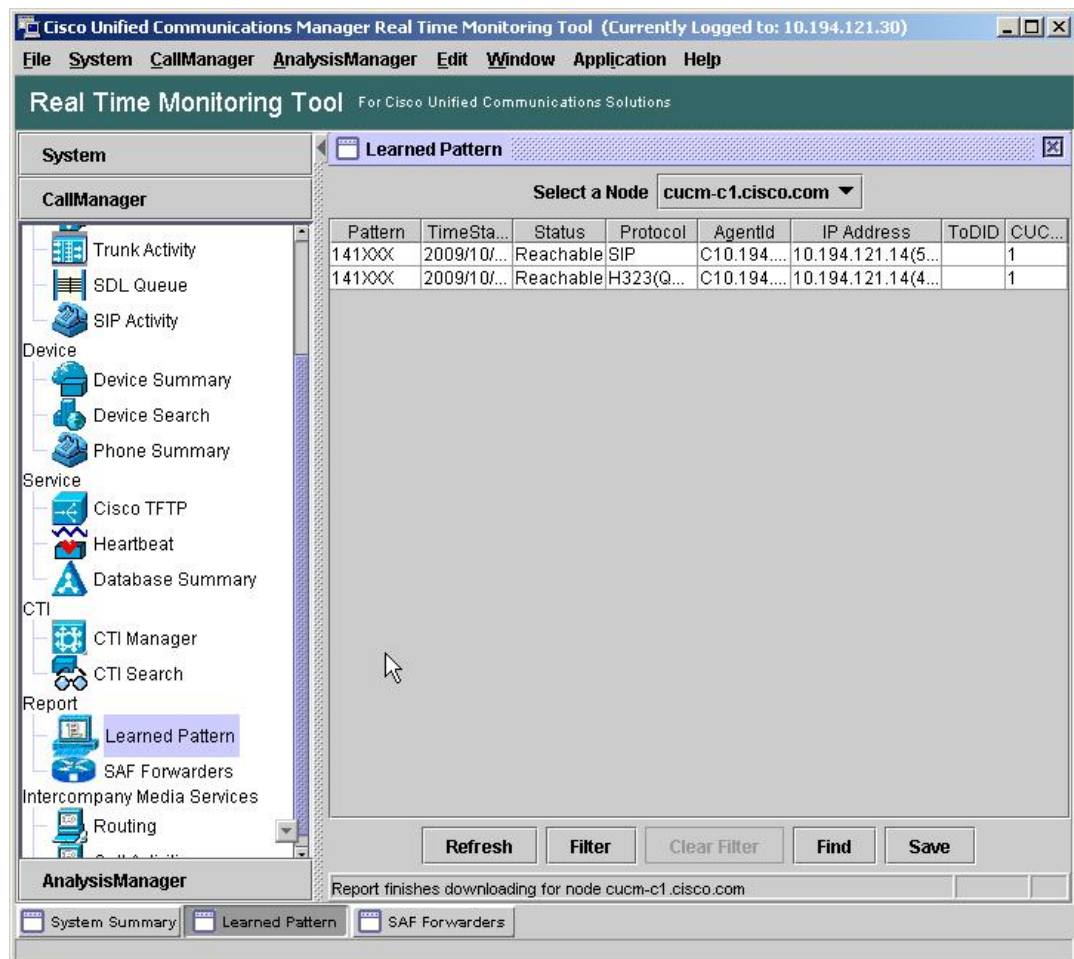 Cisco Unified Communications Manager Real Time Monitoring Tool (Currently Logged to: 10.194.121.30)
File System CallManager AnalysisManager Edit Window Application Help
Real Time Monitoring Tool For Cisco Unified Communications Solutions
System
CallManager
Trunk Activity
SDL Queue
SIP Activity
Device
Device Summary
Device Search
Phone Summary
Service
Cisco TFTP
Heartbeat
Database Summary
CTI
CTI Manager
CTI Search
Report
Learned Pattern
SAF Forwarders
Intercompany Media Services
Routing
AnalysisManager
Learned Pattern
Select a Node cucm-c1.cisco.com
Pattern TimeSta... Status Protocol AgentId IP Address ToDID CUC...
141XXX 2009/10/... Reachable SIP C10.194.... 10.194.121.14(5... 1
141XXX 2009/10/... Reachable H323(Q... C10.194.... 10.194.121.14(4... 1
Refresh Filter Clear Filter Find Save
Report finishes downloading for node cucm-c1.cisco.com
System Summary Learned Pattern SAF Forwarders